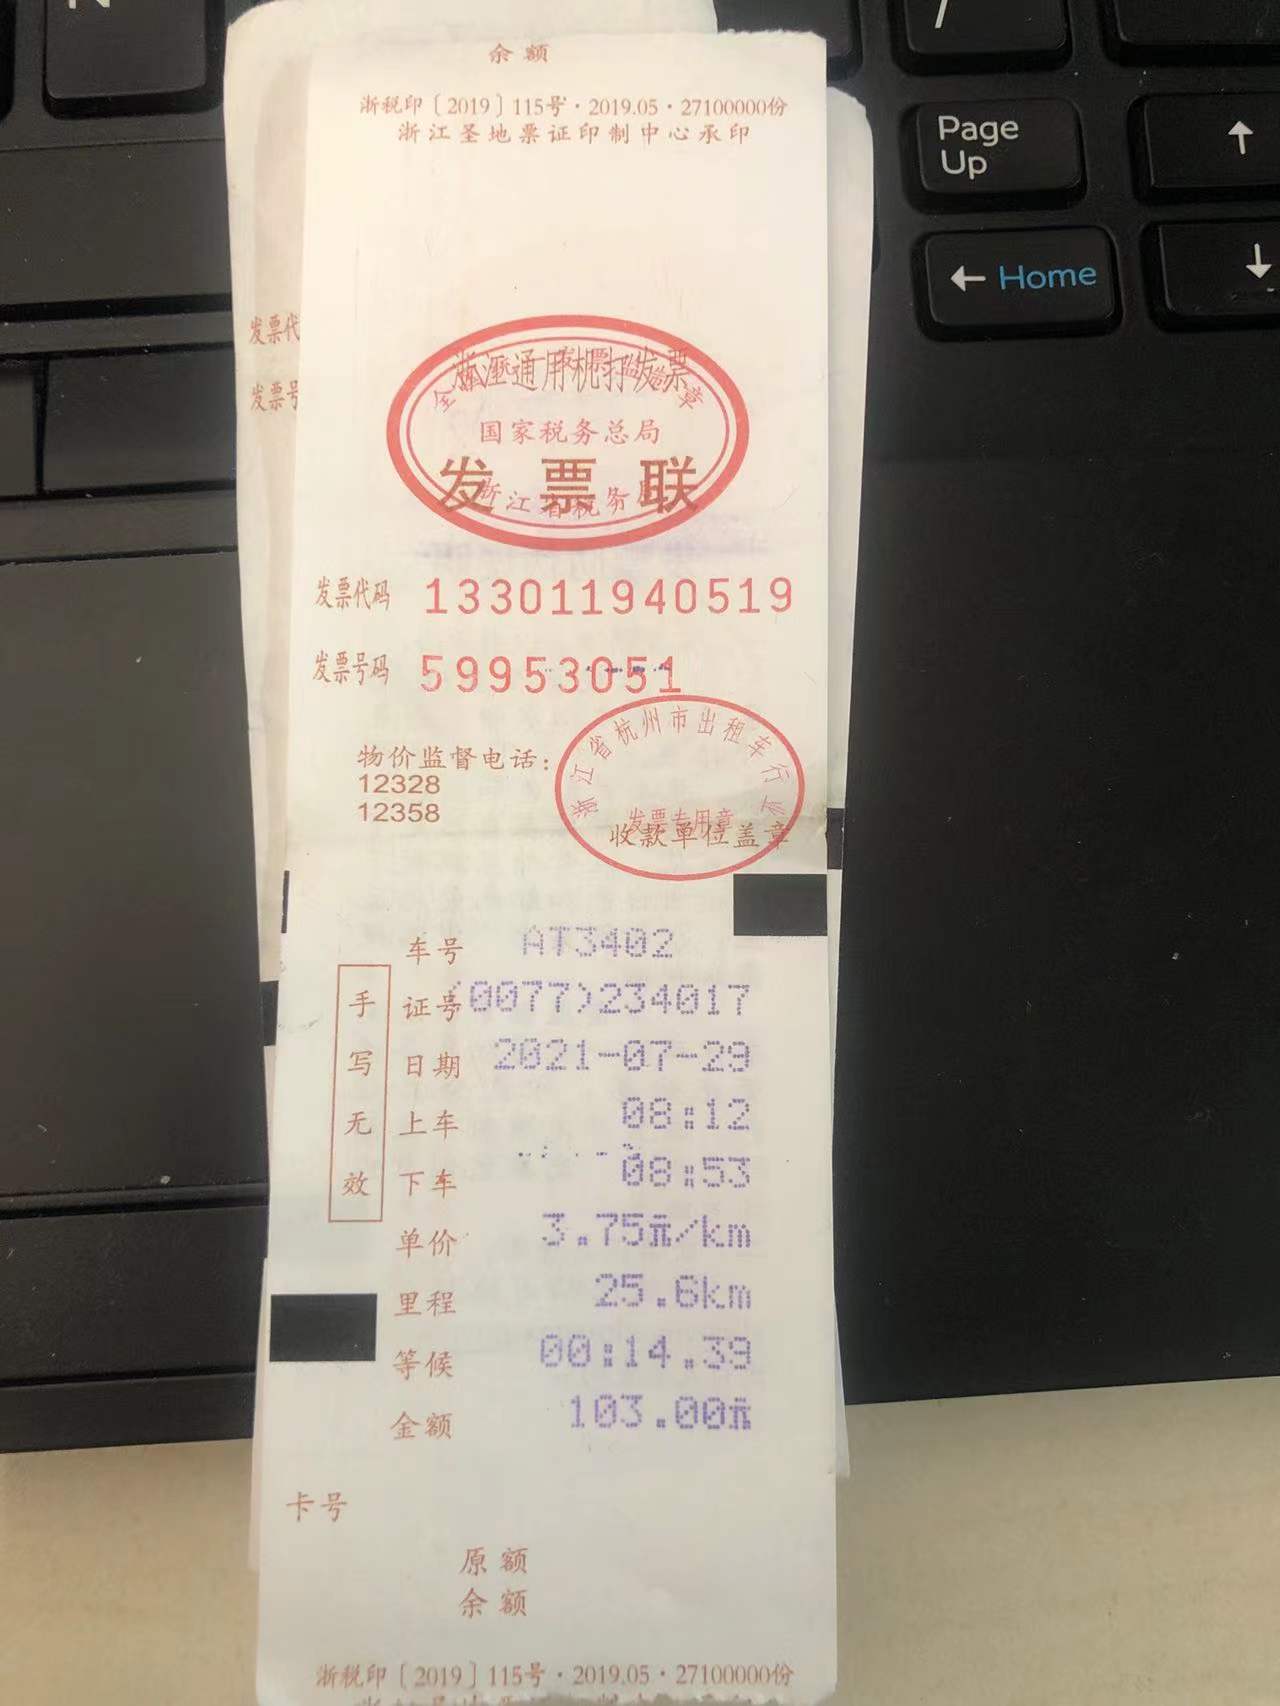 余额
浙税印〔2019〕115号·2019.05·27100000份
浙江圣地票证印制中心承印
Page Up
↑
← Home
↓
/
发票代
发票号
浙江通用机打发票
国家税务总局
发票联
浙江省税务局
发票代码 133011940519
发票号码 59953051
物价监督电话:
12328
12358
浙江省杭州市出租车行
发票专用章
收款单位盖章
手写无效
车号 AT3402
证号 (0077)234017
日期 2021-07-29
上车 08:12
下车 08:53
单价 3.75元/km
里程 25.6km
等候 00:14.39
金额 103.00元
卡号
原额
余额
浙税印〔2019〕115号·2019.05·27100000份